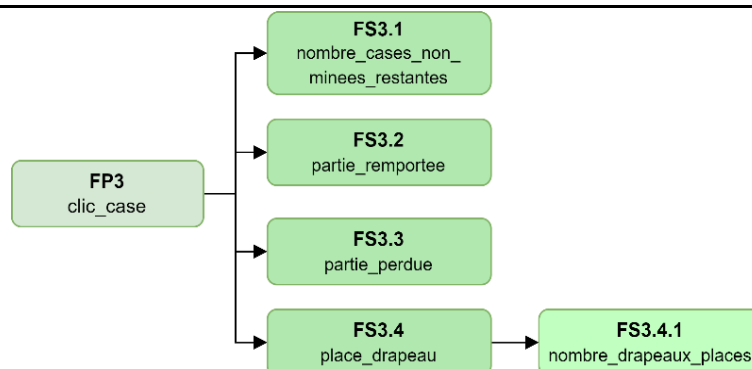 FS3.1
nombre_cases_non_
minees_restantes
FS3.2
partie_remportee
FP3
clic_case
FS3.3
partie_perdue
FS3.4
place_drapeau
FS3.4.1
nombre_drapeaux_places